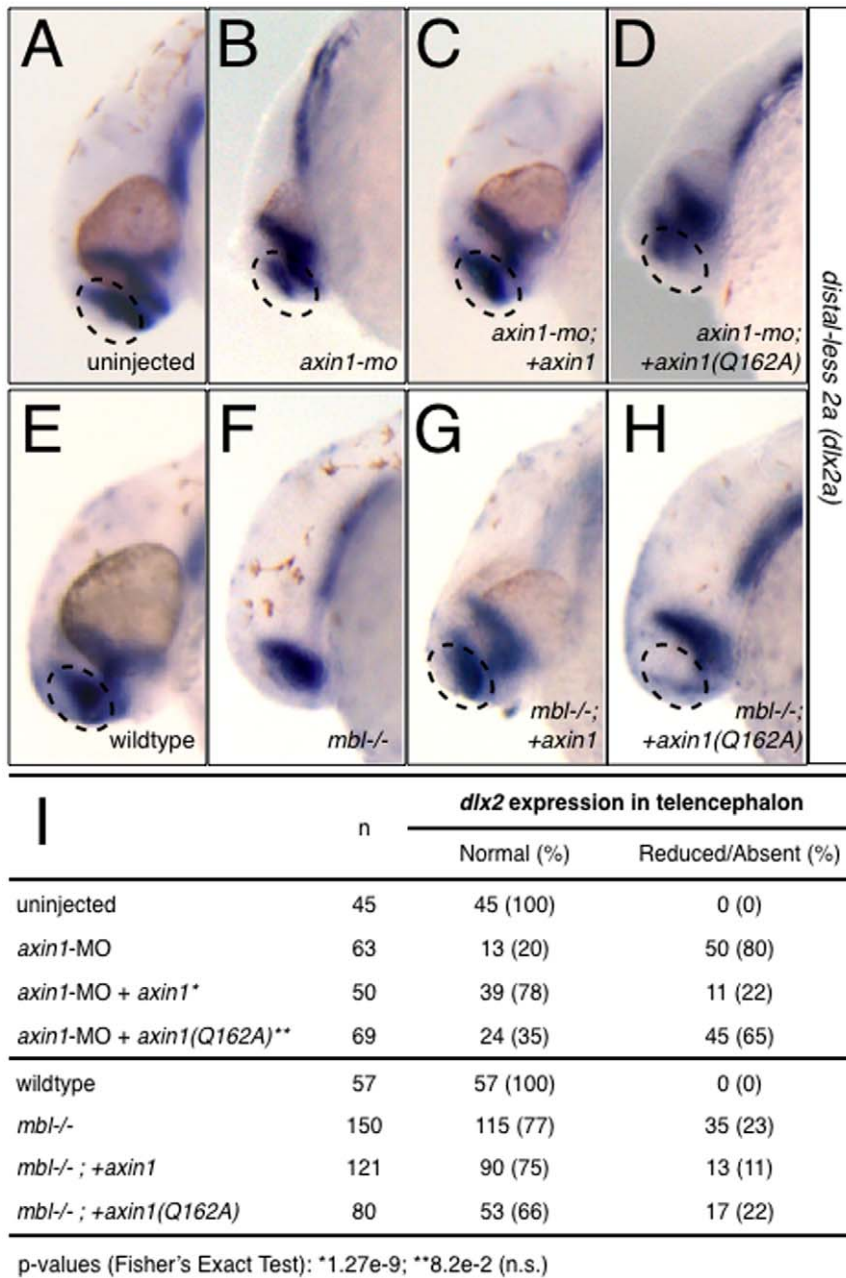 A
uninjected
B
axin1-mo
C
axin1-mo;
+axin1
D
axin1-mo;
+axin1(Q162A)
distal-less 2a (dlx2a)
E
wildtype
F
mbl-/-
G
mbl-/-;
+axin1
H
mbl-/-;
+axin1(Q162A)
I
n
dlx2 expression in telencephalon
Normal (%) Reduced/Absent (%)
uninjected 45 45 (100) 0 (0)
axin1-MO 63 13 (20) 50 (80)
axin1-MO + axin1* 50 39 (78) 11 (22)
axin1-MO + axin1(Q162A)** 69 24 (35) 45 (65)
wildtype 57 57 (100) 0 (0)
mbl-/- 150 115 (77) 35 (23)
mbl-/- ; +axin1 121 90 (75) 13 (11)
mbl-/- ; +axin1(Q162A) 80 53 (66) 17 (22)
p-values (Fisher's Exact Test): *1.27e-9; **8.2e-2 (n.s.)